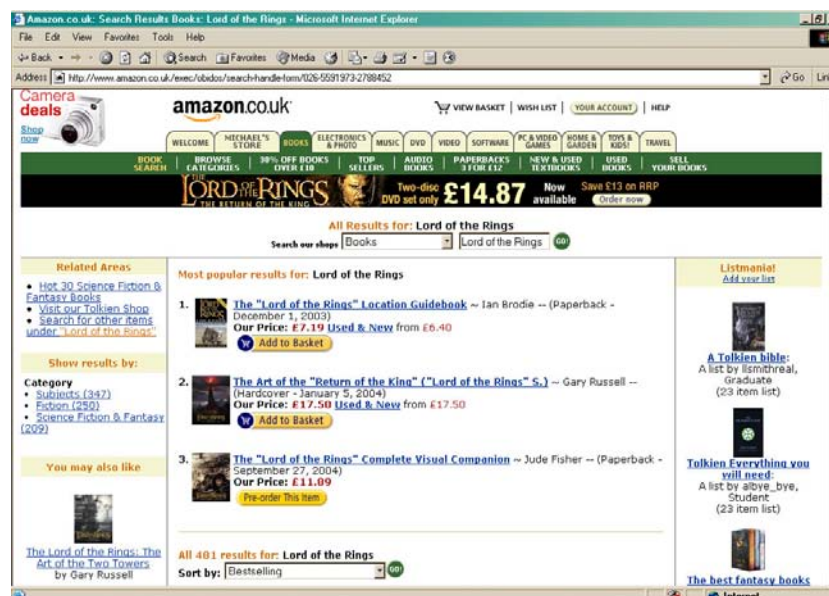 Amazon.co.uk: Search Results Books: Lord of the Rings - Microsoft Internet Explorer
File Edit View Favorites Tools Help
Back Search Favorites Media
Address http://www.amazon.co.uk/exec/obidos/search-handle-form/026-5591973-2788452 Go Lin
Camera
deals
Shop
now
amazon.co.uk
VIEW BASKET | WISH LIST | YOUR ACCOUNT | HELP
WELCOME MICHAEL'S STORE BOOKS ELECTRONICS & PHOTO MUSIC DVD VIDEO SOFTWARE PC & VIDEO GAMES HOME & GARDEN TOYS & KIDS! TRAVEL
BOOK SEARCH | BROWSE CATEGORIES | 30% OFF BOOKS OVER £10 | TOP SELLERS | AUDIO BOOKS | PAPERBACKS 3 FOR £12 | NEW & USED TEXTBOOKS | USED BOOKS | SELL YOUR BOOKS
THE LORD OF THE RINGS
THE RETURN OF THE KING
Two-disc
DVD set only £14.87 Now
available Save £13 on RRP
Order now
All Results for: Lord of the Rings
Search our shops Books Lord of the Rings GO!
Related Areas
• Hot 30 Science Fiction &
Fantasy Books
• Visit our Tolkien Shop
• Search for other items
under "Lord of the Rings"
Show results by:
Category
• Subjects (347)
• Fiction (250)
• Science Fiction & Fantasy
(209)
You may also like
The Lord of the Rings: The
Art of the Two Towers
by Gary Russell
Most popular results for: Lord of the Rings
1. The "Lord of the Rings" Location Guidebook ~ Ian Brodie -- (Paperback -
December 1, 2003)
Our Price: £7.19 Used & New from £6.40
Add to Basket
2. The Art of the "Return of the King" ("Lord of the Rings" S.) ~ Gary Russell --
(Hardcover - January 5, 2004)
Our Price: £17.50 Used & New from £17.50
Add to Basket
3. The "Lord of the Rings" Complete Visual Companion ~ Jude Fisher -- (Paperback -
September 27, 2004)
Our Price: £11.89
Pre-order This Item
All 401 results for: Lord of the Rings
Sort by: Bestselling GO!
Listmania!
Add your list
A Tolkien bible:
A list by llsmithreal,
Graduate
(23 item list)
Tolkien Everything you
will need:
A list by albye_bye,
Student
(23 item list)
The best fantasy books
Internet